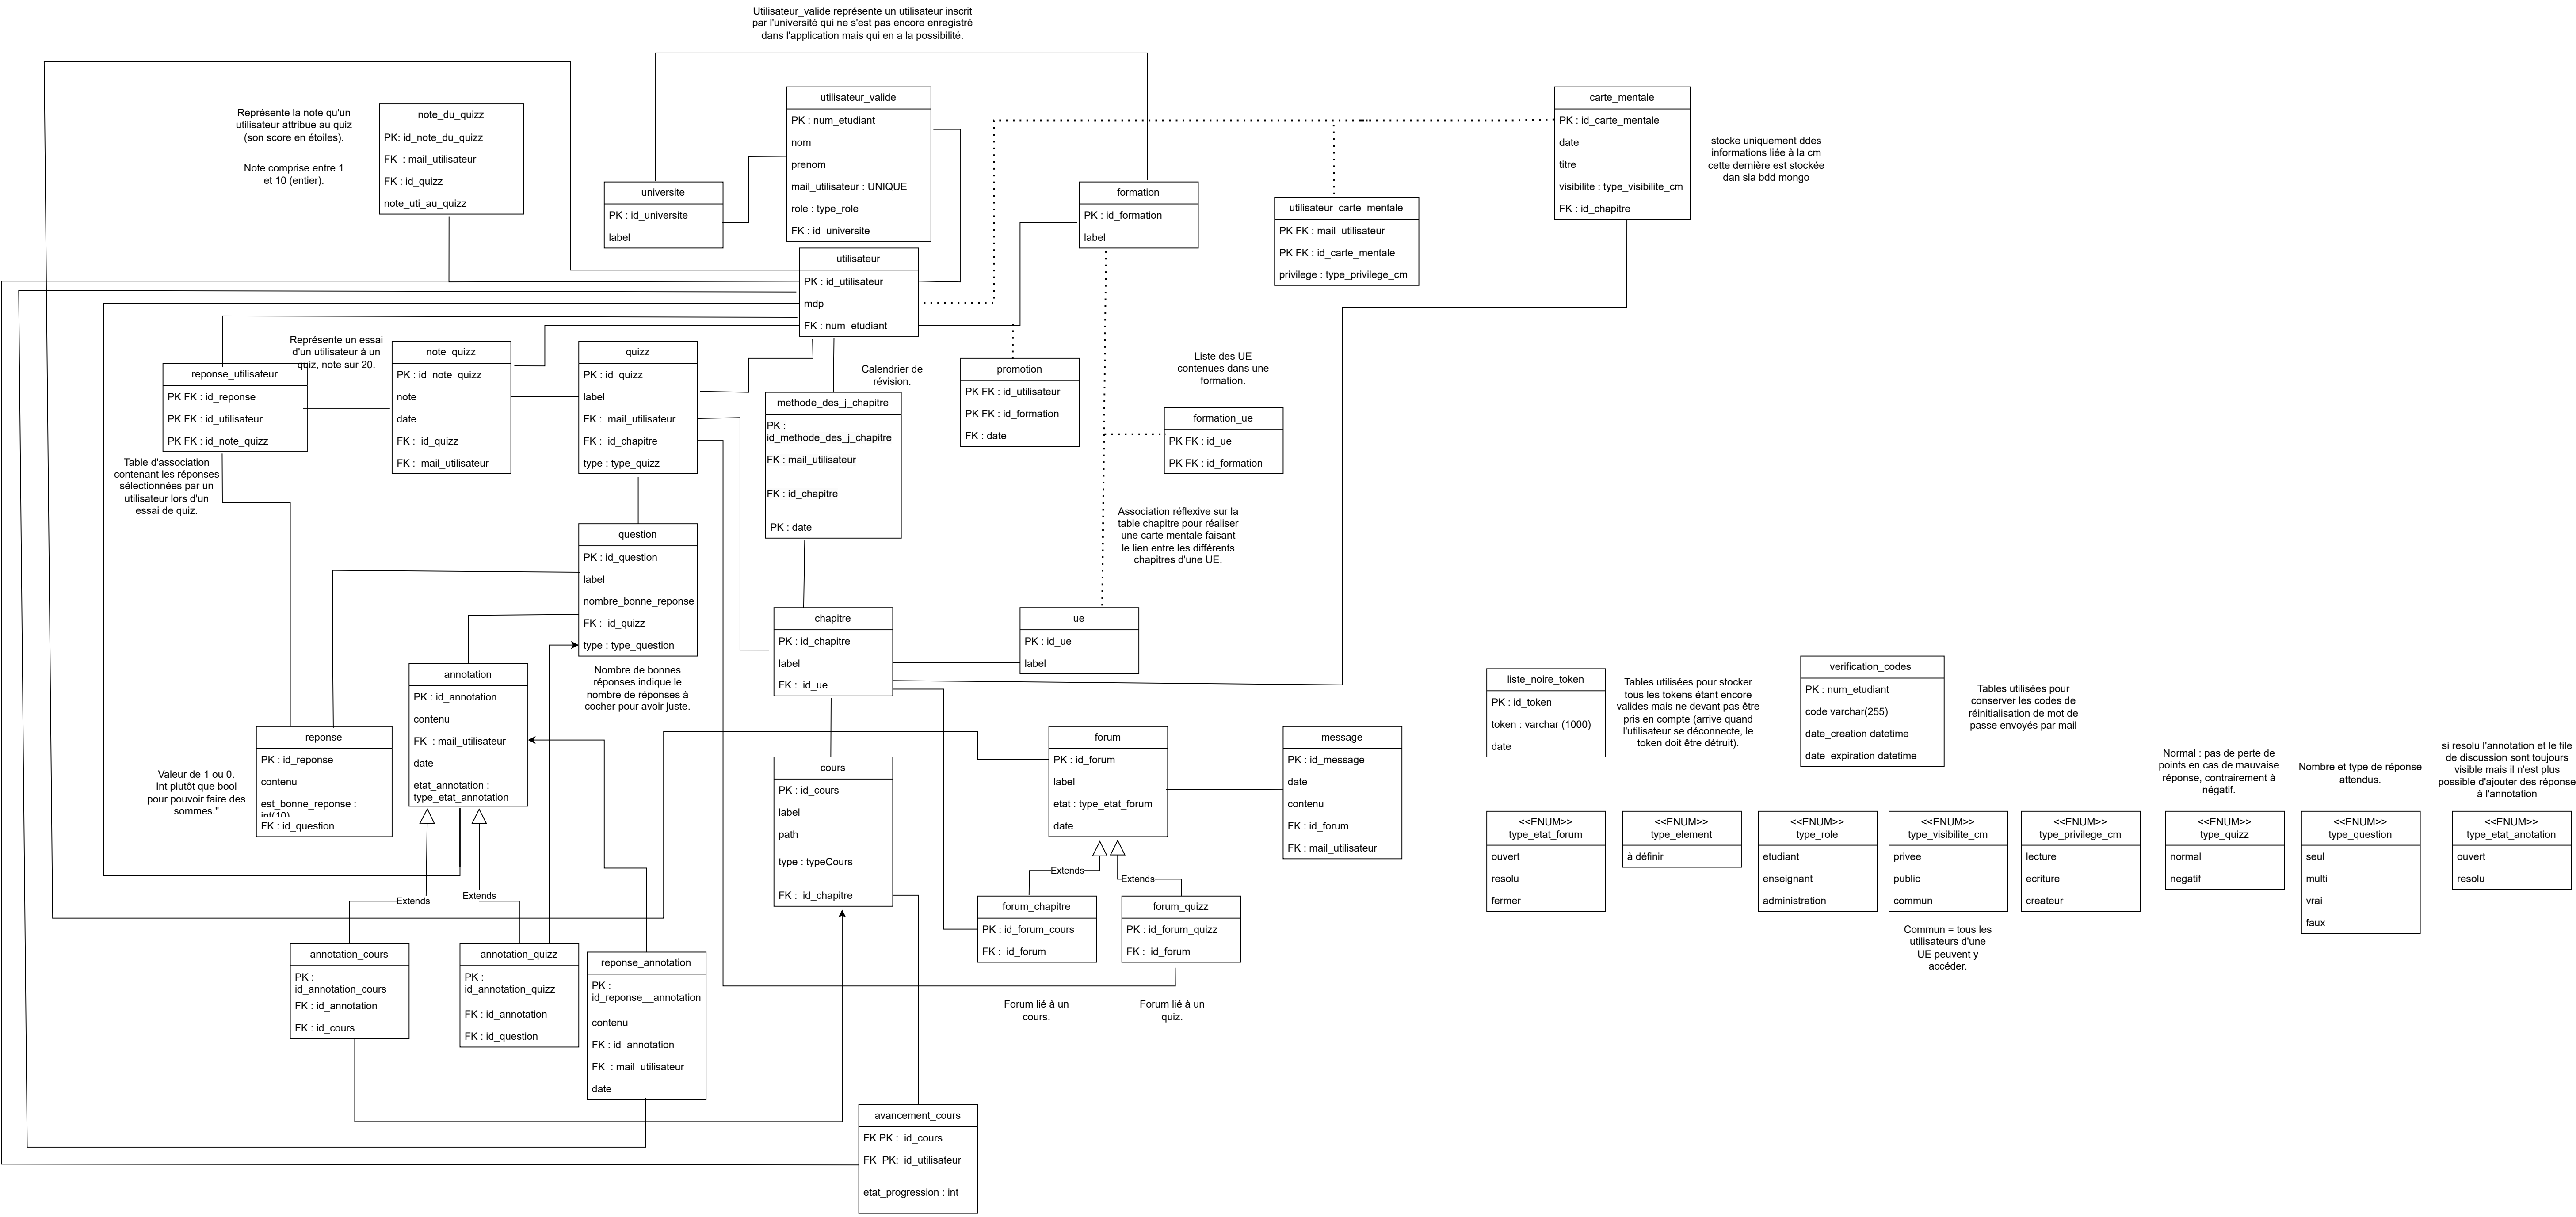 Utilisateur_valide représente un utilisateur inscrit
par l'université qui ne s'est pas encore enregistré
dans l'application mais qui en a la possibilité.
Représente la note qu'un
utilisateur attribue au quiz
(son score en étoiles).
Note comprise entre 1
et 10 (entier).
note_du_quizz
PK: id_note_du_quizz
FK : mail_utilisateur
FK : id_quizz
note_uti_au_quizz
universite
PK : id_universite
label
utilisateur_valide
PK : num_etudiant
nom
prenom
mail_utilisateur : UNIQUE
role : type_role
FK : id_universite
utilisateur
PK : id_utilisateur
mdp
FK : num_etudiant
formation
PK : id_formation
label
utilisateur_carte_mentale
PK FK : mail_utilisateur
PK FK : id_carte_mentale
privilege : type_privilege_cm
carte_mentale
PK : id_carte_mentale
date
titre
visibilite : type_visibilite_cm
FK : id_chapitre
stocke uniquement ddes
informations liée à la cm
cette dernière est stockée
dan sla bdd mongo
Représente un essai
d'un utilisateur à un
quiz, note sur 20.
reponse_utilisateur
PK FK : id_reponse
PK FK : id_utilisateur
PK FK : id_note_quizz
Table d'association
contenant les réponses
sélectionnées par un
utilisateur lors d'un
essai de quiz.
note_quizz
PK : id_note_quizz
note
date
FK : id_quizz
FK : mail_utilisateur
quizz
PK : id_quizz
label
FK : mail_utilisateur
FK : id_chapitre
type : type_quizz
Calendrier de
révision.
methode_des_j_chapitre
PK :
id_methode_des_j_chapitre
FK : mail_utilisateur
FK : id_chapitre
PK : date
promotion
PK FK : id_utilisateur
PK FK : id_formation
FK : date
Liste des UE
contenues dans une
formation.
formation_ue
PK FK : id_ue
PK FK : id_formation
Association réflexive sur la
table chapitre pour réaliser
une carte mentale faisant
le lien entre les différents
chapitres d'une UE.
question
PK : id_question
label
nombre_bonne_reponse
FK : id_quizz
type : type_question
Nombre de bonnes
réponses indique le
nombre de réponses à
cocher pour avoir juste.
chapitre
PK : id_chapitre
label
FK : id_ue
ue
PK : id_ue
label
annotation
PK : id_annotation
contenu
FK : mail_utilisateur
date
etat_annotation :
type_etat_annotation
reponse
PK : id_reponse
contenu
est_bonne_reponse :
int(10)
FK : id_question
Valeur de 1 ou 0.
Int plutôt que bool
pour pouvoir faire des
sommes."
cours
PK : id_cours
label
path
type : typeCours
FK : id_chapitre
forum
PK : id_forum
label
etat : type_etat_forum
date
message
PK : id_message
date
contenu
FK : id_forum
FK : mail_utilisateur
Extends
Extends
Extends
Extends
forum_chapitre
PK : id_forum_cours
FK : id_forum
forum_quizz
PK : id_forum_quizz
FK : id_forum
Forum lié à un
cours.
Forum lié à un
quiz.
annotation_cours
PK :
id_annotation_cours
FK : id_annotation
FK : id_cours
annotation_quizz
PK :
id_annotation_quizz
FK : id_annotation
FK : id_question
reponse_annotation
PK :
id_reponse__annotation
contenu
FK : id_annotation
FK : mail_utilisateur
date
avancement_cours
FK PK : id_cours
FK PK: id_utilisateur
etat_progression : int
liste_noire_token
PK : id_token
token : varchar (1000)
date
Tables utilisées pour stocker
tous les tokens étant encore
valides mais ne devant pas être
pris en compte (arrive quand
l'utilisateur se déconnecte, le
token doit être détruit).
verification_codes
PK : num_etudiant
code varchar(255)
date_creation datetime
date_expiration datetime
Tables utilisées pour
conserver les codes de
réinitialisation de mot de
passe envoyés par mail
Normal : pas de perte de
points en cas de mauvaise
réponse, contrairement à
négatif.
Nombre et type de réponse
attendus.
si resolu l'annotation et le file
de discussion sont toujours
visible mais il n'est plus
possible d'ajouter des réponse
à l'annotation
<<ENUM>>
type_etat_forum
ouvert
resolu
fermer
<<ENUM>>
type_element
à définir
<<ENUM>>
type_role
etudiant
enseignant
administration
<<ENUM>>
type_visibilite_cm
privee
public
commun
Commun = tous les
utilisateurs d'une
UE peuvent y
accéder.
<<ENUM>>
type_privilege_cm
lecture
ecriture
createur
<<ENUM>>
type_quizz
normal
negatif
<<ENUM>>
type_question
seul
multi
vrai
faux
<<ENUM>>
type_etat_anotation
ouvert
resolu